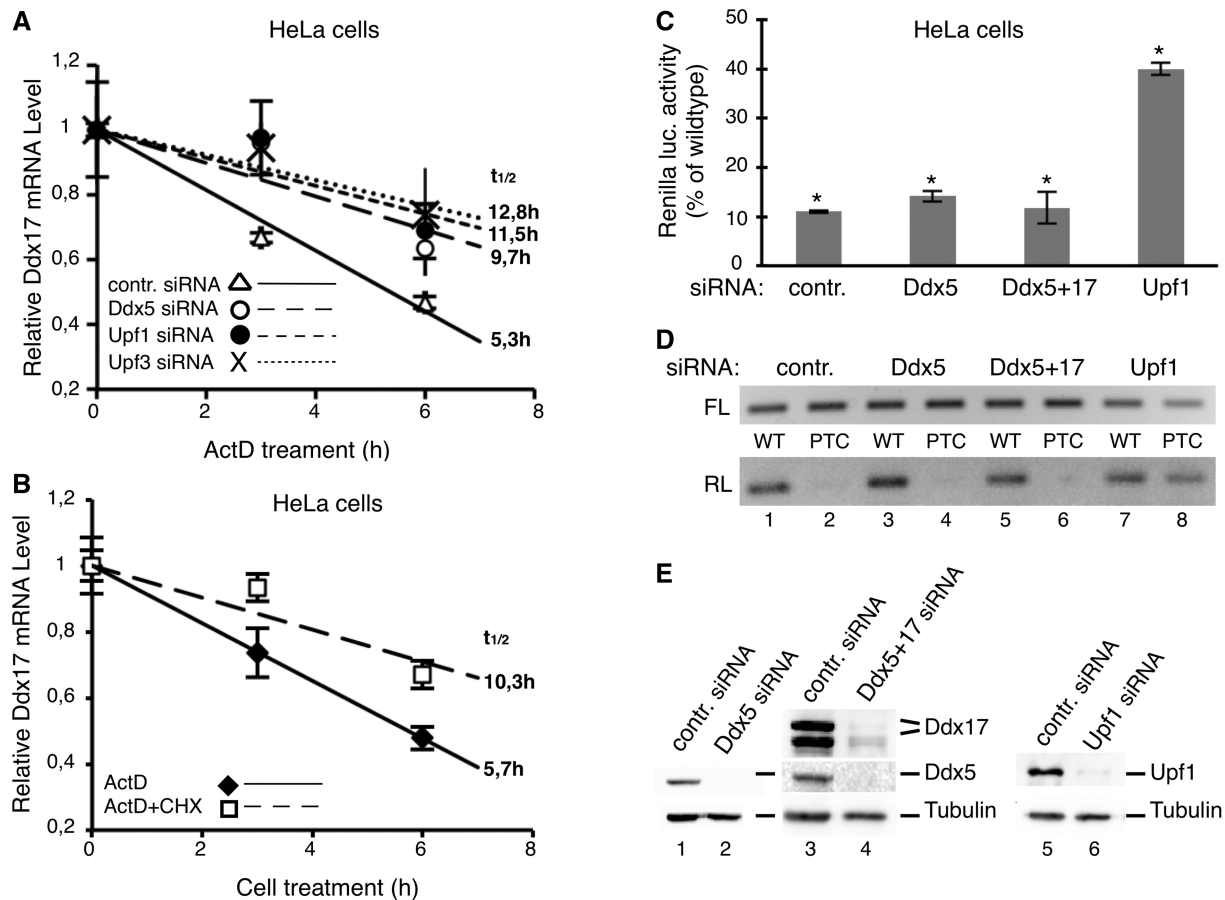 A
HeLa cells
Relative Ddx17 mRNA Level
1,2
1
0,8
0,6
0,4
0,2
t1/2
12,8h
11,5h
9,7h
5,3h
contr. siRNA
Ddx5 siRNA
Upf1 siRNA
Upf3 siRNA
0 2 4 6 8
ActD treament (h)
B
HeLa cells
Relative Ddx17 mRNA Level
1,2
1
0,8
0,6
0,4
0,2
t1/2
10,3h
5,7h
ActD
ActD+CHX
0 2 4 6 8
Cell treatment (h)
C
HeLa cells
Renilla luc. activity
(% of wildtype)
50
40
30
20
10
0
* * * *
siRNA: contr. Ddx5 Ddx5+17 Upf1
D
siRNA: contr. Ddx5 Ddx5+17 Upf1
FL
WT PTC WT PTC WT PTC WT PTC
RL
1 2 3 4 5 6 7 8
E
contr. siRNA
Ddx5 siRNA
contr. siRNA
Ddx5+17 siRNA
contr. siRNA
Upf1 siRNA
Ddx17
Ddx5
Upf1
Tubulin
Tubulin
1 2 3 4 5 6